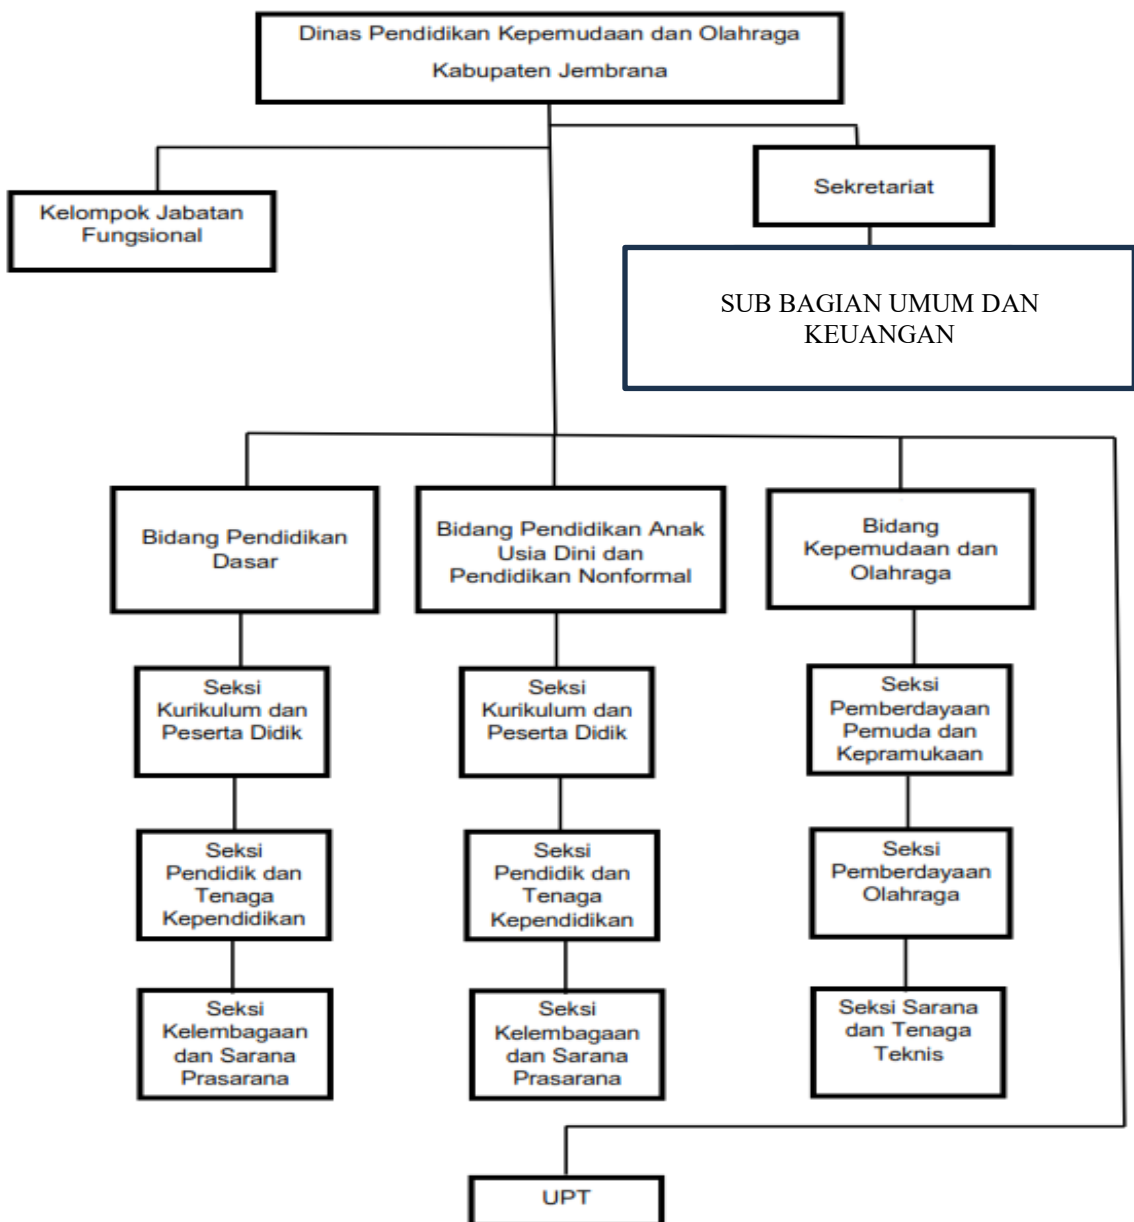 Dinas Pendidikan Kepemudaan dan Olahraga
Kabupaten Jembrana
Kelompok Jabatan
Fungsional
Sekretariat
SUB BAGIAN UMUM DAN
KEUANGAN
Bidang Pendidikan
Dasar
Bidang Pendidikan Anak
Usia Dini dan
Pendidikan Nonformal
Bidang
Kepemudaan dan
Olahraga
Seksi
Kurikulum dan
Peserta Didik
Seksi
Kurikulum dan
Peserta Didik
Seksi
Pemberdayaan
Pemuda dan
Kepramukaan
Seksi
Pendidik dan
Tenaga
Kependidikan
Seksi
Pendidik dan
Tenaga
Kependidikan
Seksi
Pemberdayaan
Olahraga
Seksi
Kelembagaan
dan Sarana
Prasarana
Seksi
Kelembagaan
dan Sarana
Prasarana
Seksi Sarana
dan Tenaga
Teknis
UPT